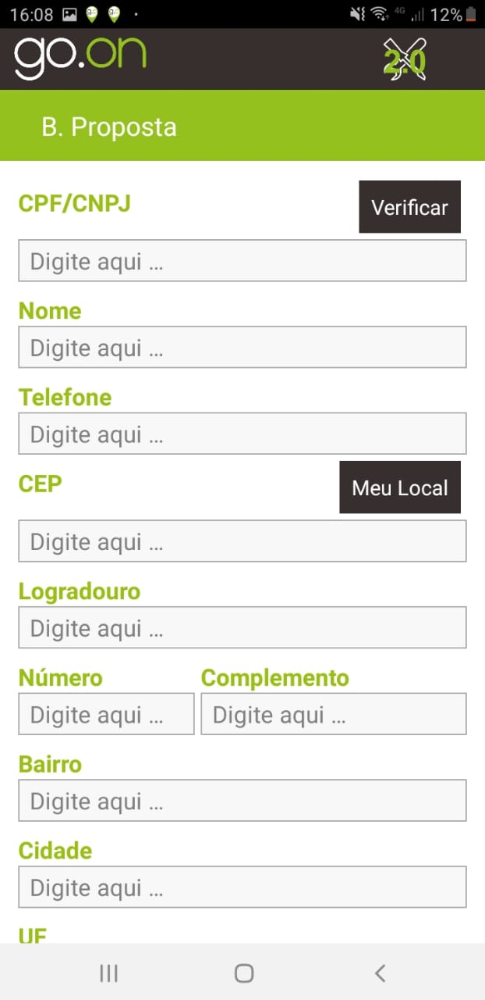 16:08 4G 12%
go.on 2.0
B. Proposta
CPF/CNPJ Verificar
Digite aqui ...
Nome
Digite aqui ...
Telefone
Digite aqui ...
CEP Meu Local
Digite aqui ...
Logradouro
Digite aqui ...
Número Complemento
Digite aqui ... Digite aqui ...
Bairro
Digite aqui ...
Cidade
Digite aqui ...
UF